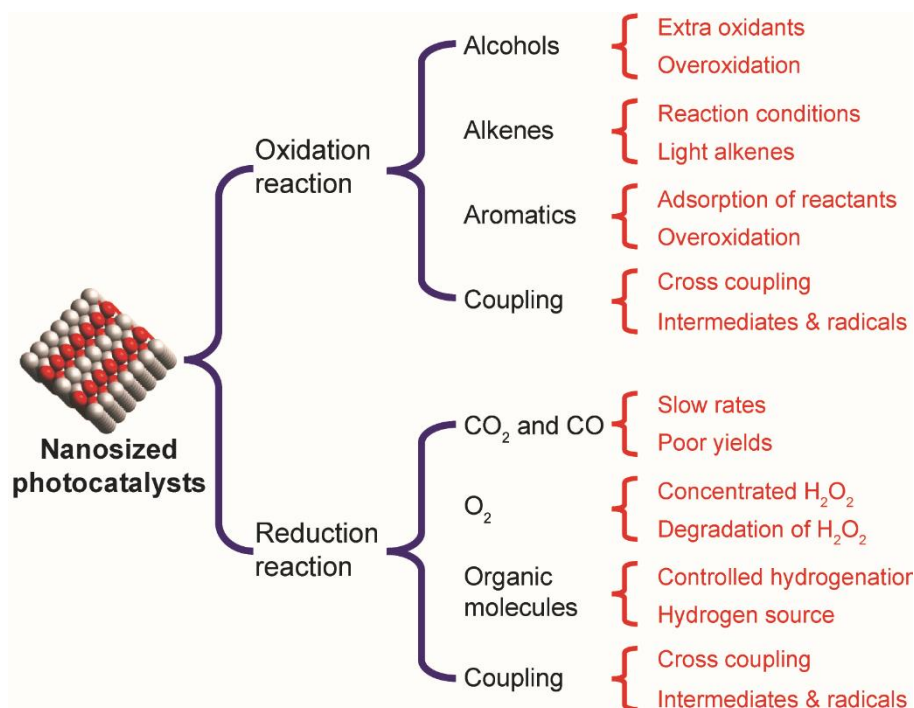 Nanosized
photocatalysts
Oxidation
reaction
Alcohols
Extra oxidants
Overoxidation
Alkenes
Reaction conditions
Light alkenes
Aromatics
Adsorption of reactants
Overoxidation
Coupling
Cross coupling
Intermediates & radicals
Reduction
reaction
CO₂ and CO
Slow rates
Poor yields
O₂
Concentrated H₂O₂
Degradation of H₂O₂
Organic
molecules
Controlled hydrogenation
Hydrogen source
Coupling
Cross coupling
Intermediates & radicals